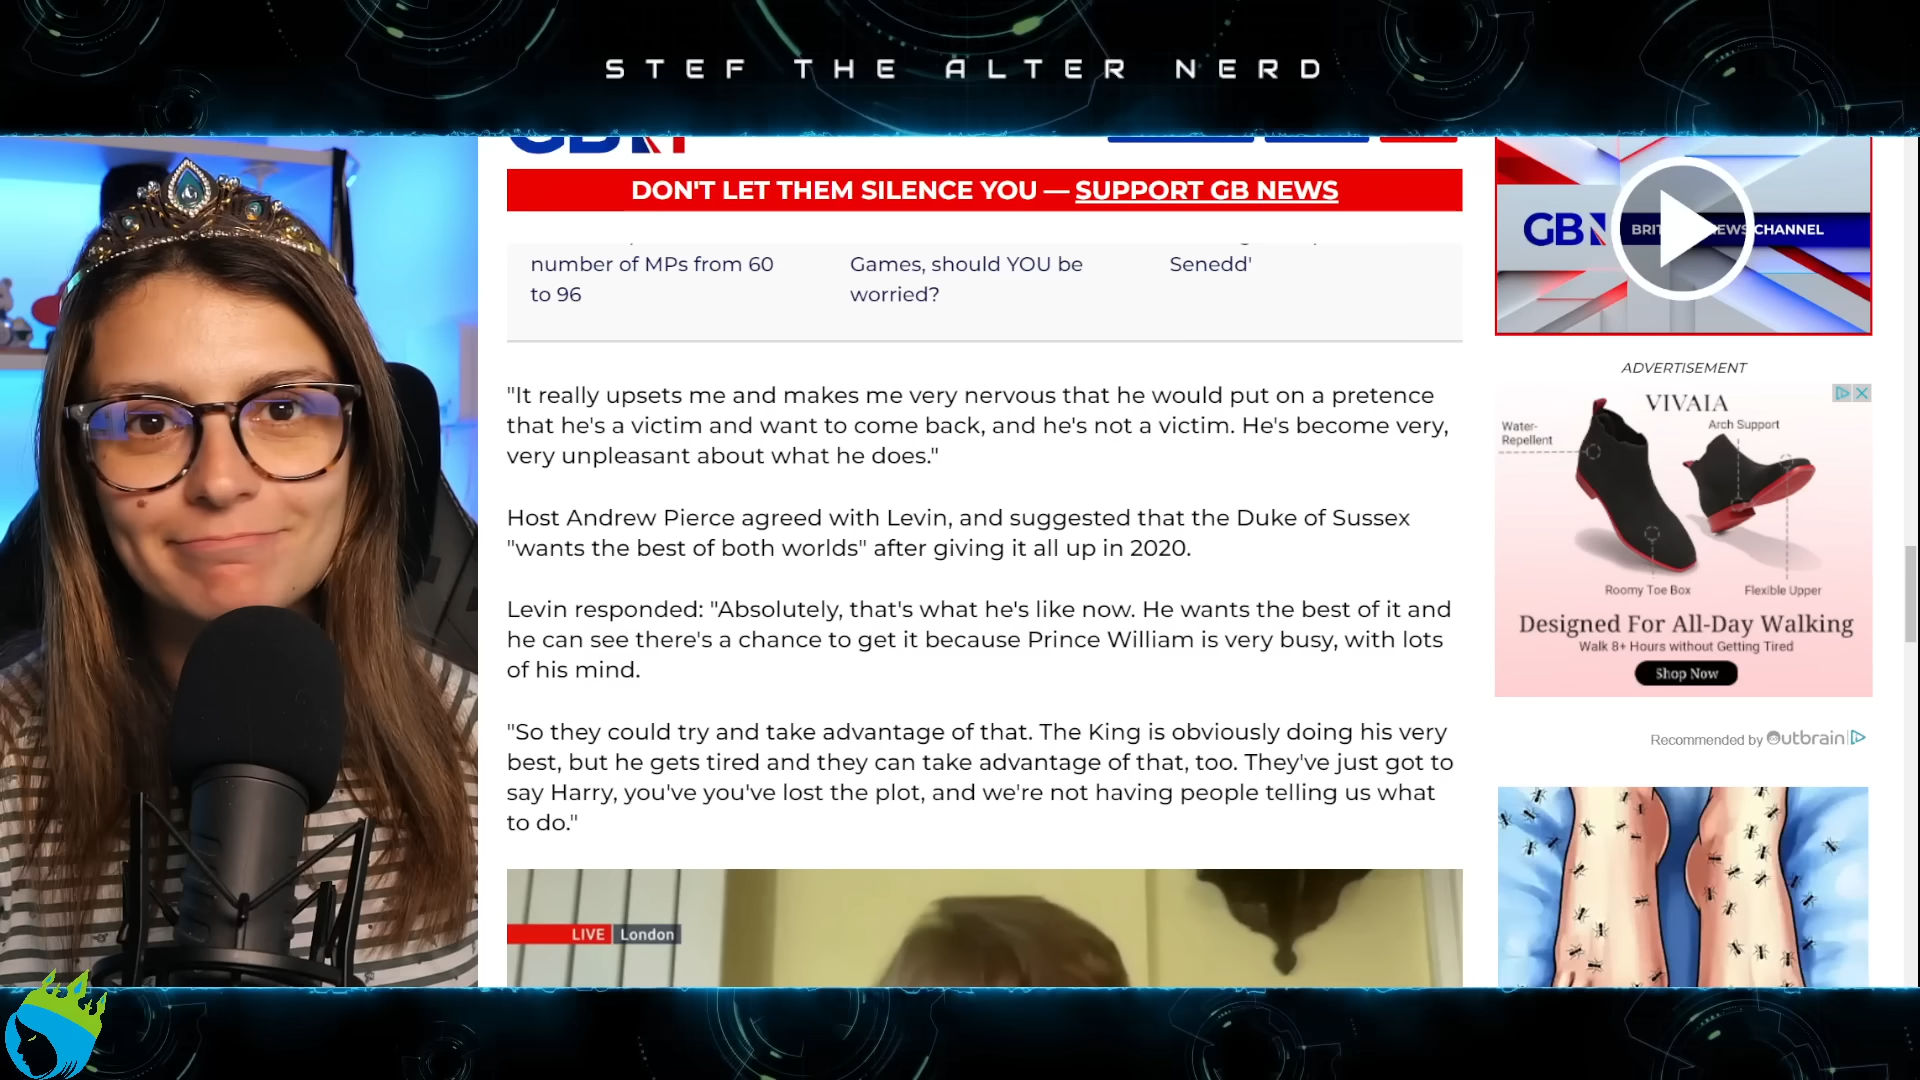 STEF THE ALTER NERD
DON'T LET THEM SILENCE YOU — SUPPORT GB NEWS
number of MPs from 60
to 96
Games, should YOU be
worried?
Senedd'
"It really upsets me and makes me very nervous that he would put on a pretence
that he's a victim and want to come back, and he's not a victim. He's become very,
very unpleasant about what he does."
Host Andrew Pierce agreed with Levin, and suggested that the Duke of Sussex
"wants the best of both worlds" after giving it all up in 2020.
Levin responded: "Absolutely, that's what he's like now. He wants the best of it and
he can see there's a chance to get it because Prince William is very busy, with lots
of his mind.
"So they could try and take advantage of that. The King is obviously doing his very
best, but he gets tired and they can take advantage of that, too. They've just got to
say Harry, you've you've lost the plot, and we're not having people telling us what
to do."
LIVE London
GBN
CHANNEL
ADVERTISEMENT
VIVAIA
Water-
Repellent
Arch Support
Roomy Toe Box
Flexible Upper
Designed For All-Day Walking
Walk 8+ Hours without Getting Tired
Shop Now
Recommended by Outbrain